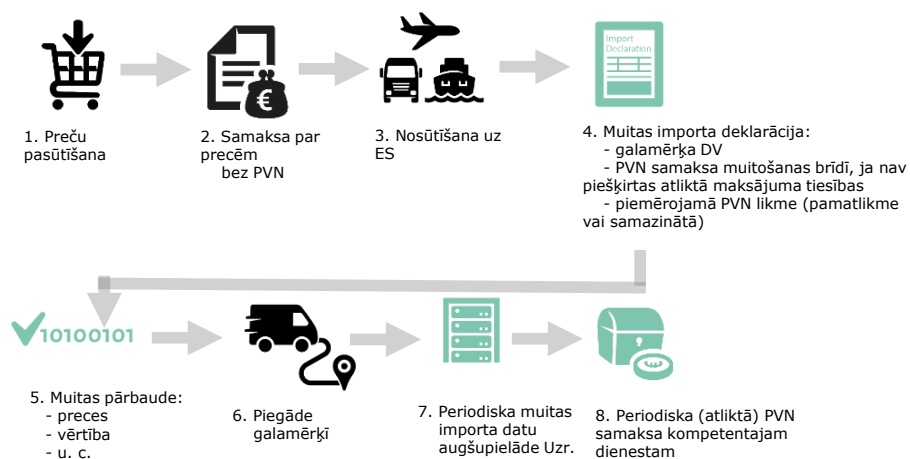 1. Preču
pasūtīšana
2. Samaksa par
precēm
bez PVN
3. Nosūtīšana uz
ES
Import
Declaration
4. Muitas importa deklarācija:
- galamērķa DV
- PVN samaksa muitošanas brīdī, ja nav
piešķirtas atliktā maksājuma tiesības
- piemērojamā PVN likme (pamatlikme
vai samazinātā)
10100101
5. Muitas pārbaude:
- preces
- vērtība
- u. c.
6. Piegāde
galamērķī
7. Periodiska muitas
importa datu
augšupielāde Uzr.
8. Periodiska (atliktā) PVN
samaksa kompetentajam
dienestam